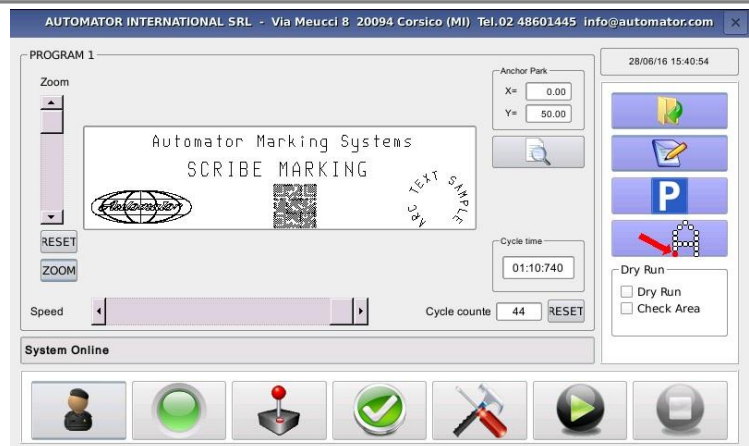 AUTOMATOR INTERNATIONAL SRL - Via Meucci 8 20094 Corsico (MI) Tel.02 48601445 info@automator.com
PROGRAM 1
28/06/16 15:40:54
Zoom
Anchor Park
X= 0.00
Y= 50.00
Automator Marking Systems
SCRIBE MARKING
Automator
ARC TEXT SAMPLE
P
A
RESET
ZOOM
Cycle time
01:10:740
Dry Run
Dry Run
Check Area
Speed
Cycle counte 44 RESET
System Online